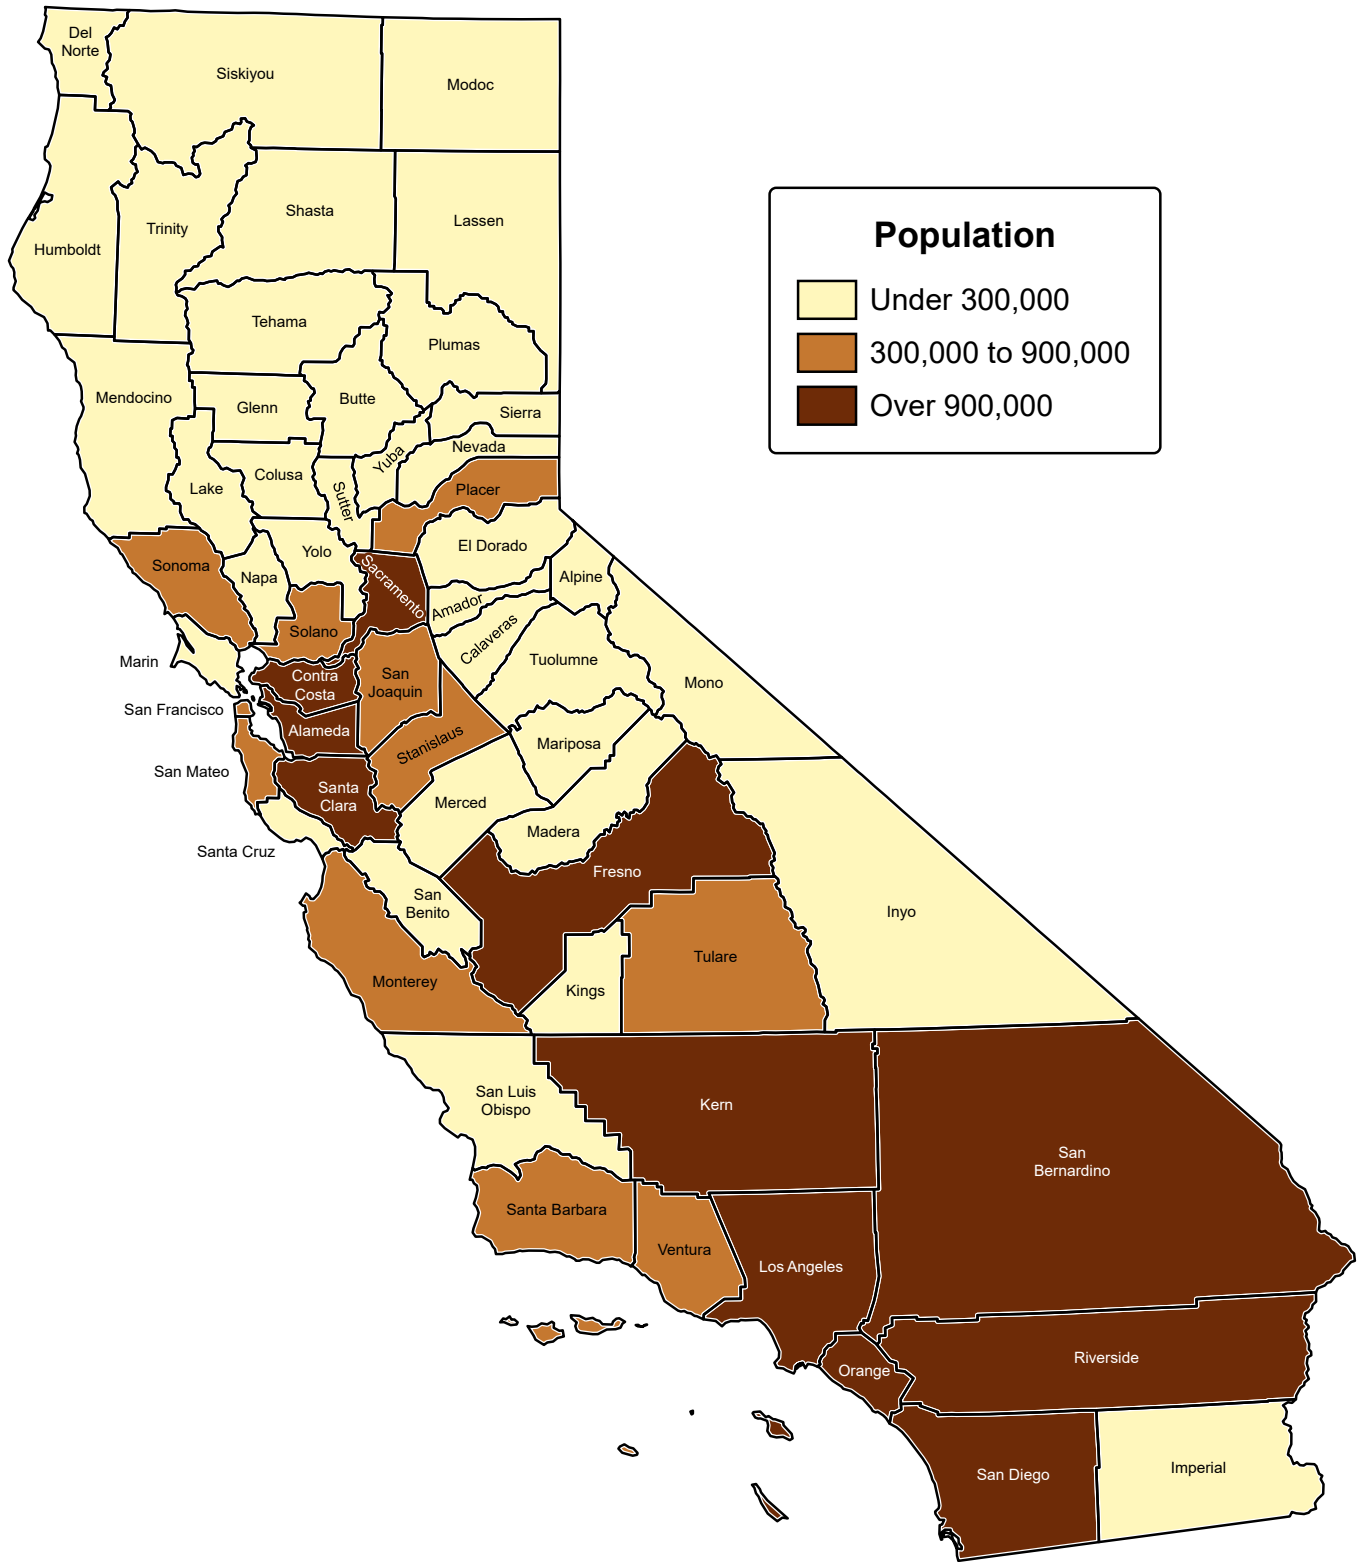 Del
Norte
Siskiyou
Modoc
Humboldt
Trinity
Shasta
Lassen
Population
Under 300,000
300,000 to 900,000
Over 900,000
Tehama
Plumas
Mendocino
Glenn
Butte
Sierra
Nevada
Yuba
Colusa
Lake
Sutter
Placer
Sonoma
Napa
Yolo
El Dorado
Sacramento
Alpine
Amador
Solano
Calaveras
Marin
Contra
Costa
San
Joaquin
Tuolumne
Mono
San Francisco
Alameda
Stanislaus
Mariposa
San Mateo
Santa
Clara
Merced
Madera
Santa Cruz
Fresno
San
Benito
Inyo
Monterey
Kings
Tulare
San Luis
Obispo
Kern
San
Bernardino
Santa Barbara
Ventura
Los Angeles
Orange
Riverside
San Diego
Imperial